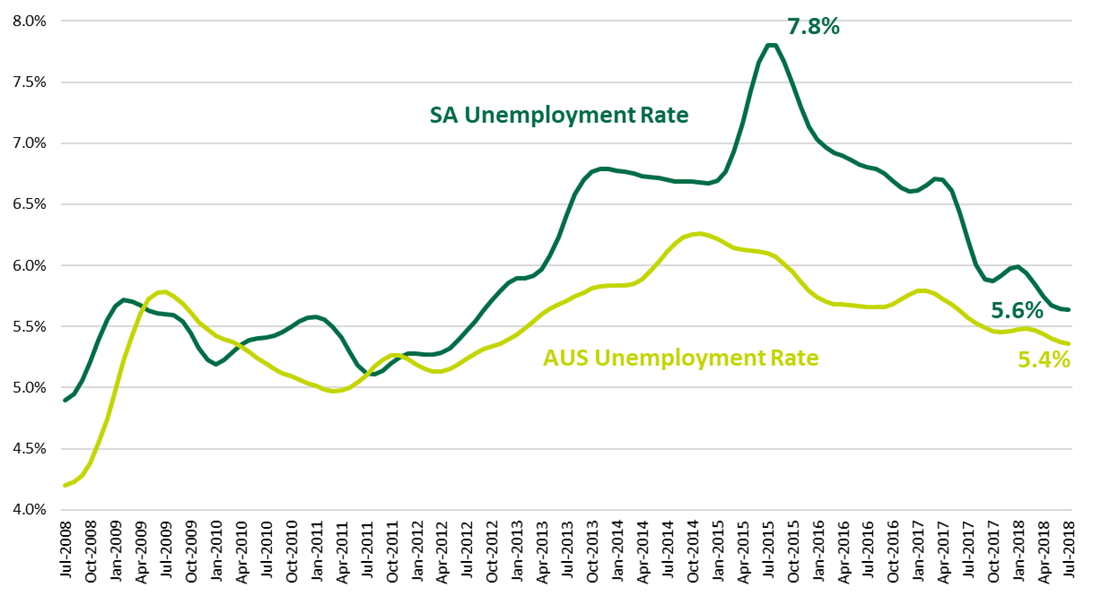 8.0%
7.5%
7.0%
6.5%
6.0%
5.5%
5.0%
4.5%
4.0%
7.8%
SA Unemployment Rate
5.6%
AUS Unemployment Rate
5.4%
Jul-2008
Oct-2008
Jan-2009
Apr-2009
Jul-2009
Oct-2009
Jan-2010
Apr-2010
Jul-2010
Oct-2010
Jan-2011
Apr-2011
Jul-2011
Oct-2011
Jan-2012
Apr-2012
Jul-2012
Oct-2012
Jan-2013
Apr-2013
Jul-2013
Oct-2013
Jan-2014
Apr-2014
Jul-2014
Oct-2014
Jan-2015
Apr-2015
Jul-2015
Oct-2015
Jan-2016
Apr-2016
Jul-2016
Oct-2016
Jan-2017
Apr-2017
Jul-2017
Oct-2017
Jan-2018
Apr-2018
Jul-2018